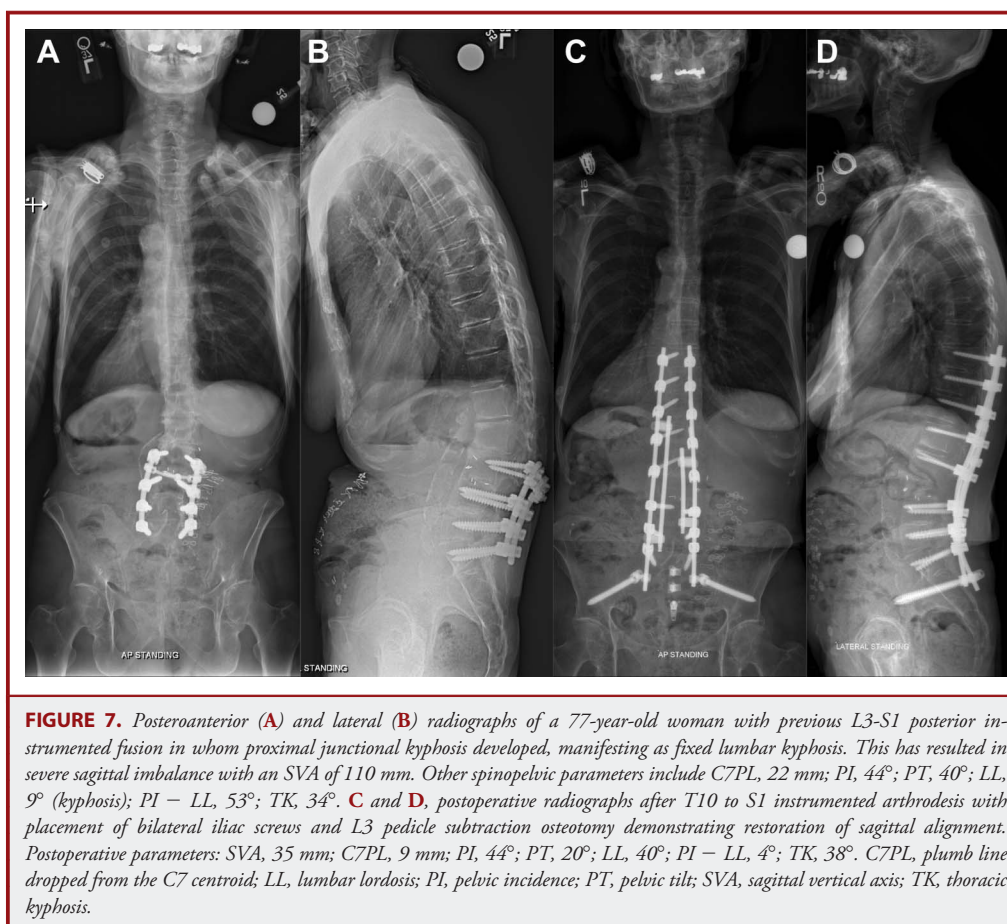 A
B
C
D
L
S2
L
L
AP STANDING
STANDING
AP STANDING
LATERAL STANDING
FIGURE 7. Posteroanterior (A) and lateral (B) radiographs of a 77-year-old woman with previous L3-S1 posterior in-
strumented fusion in whom proximal junctional kyphosis developed, manifesting as fixed lumbar kyphosis. This has resulted in
severe sagittal imbalance with an SVA of 110 mm. Other spinopelvic parameters include C7PL, 22 mm; PI, 44°; PT, 40°; LL,
9° (kyphosis); PI − LL, 53°; TK, 34°. C and D, postoperative radiographs after T10 to S1 instrumented arthrodesis with
placement of bilateral iliac screws and L3 pedicle subtraction osteotomy demonstrating restoration of sagittal alignment.
Postoperative parameters: SVA, 35 mm; C7PL, 9 mm; PI, 44°; PT, 20°; LL, 40°; PI − LL, 4°; TK, 38°. C7PL, plumb line
dropped from the C7 centroid; LL, lumbar lordosis; PI, pelvic incidence; PT, pelvic tilt; SVA, sagittal vertical axis; TK, thoracic
kyphosis.